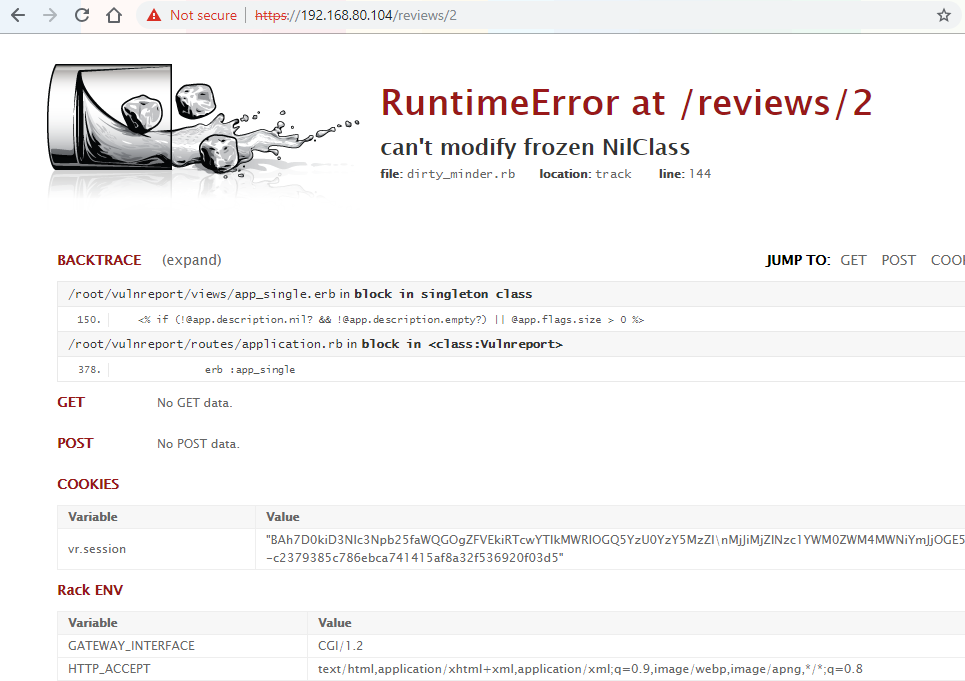 Not secure | https://192.168.80.104/reviews/2
RuntimeError at /reviews/2
can't modify frozen NilClass
file: dirty_minder.rb location: track line: 144
BACKTRACE (expand) JUMP TO: GET POST COOI
/root/vulnreport/views/app_single.erb in block in singleton class
150. <% if (!@app.description.nil? && !@app.description.empty?) || @app.flags.size > 0 %>
/root/vulnreport/routes/application.rb in block in <class:Vulnreport>
378. erb :app_single
GET No GET data.
POST No POST data.
COOKIES
Variable Value
vr.session "BAh7D0kiD3Nlc3Npb25faWQGOgZFVEkiRTcwYTlkMWRlOGQ5YzU0YzY5MzZl\nMjJiMjZlNzc1YWM0ZWM4MWNiYmJjOGE5
-c2379385c786ebca741415af8a32f536920f03d5"
Rack ENV
Variable Value
GATEWAY_INTERFACE CGI/1.2
HTTP_ACCEPT text/html,application/xhtml+xml,application/xml;q=0.9,image/webp,image/apng,*/*;q=0.8